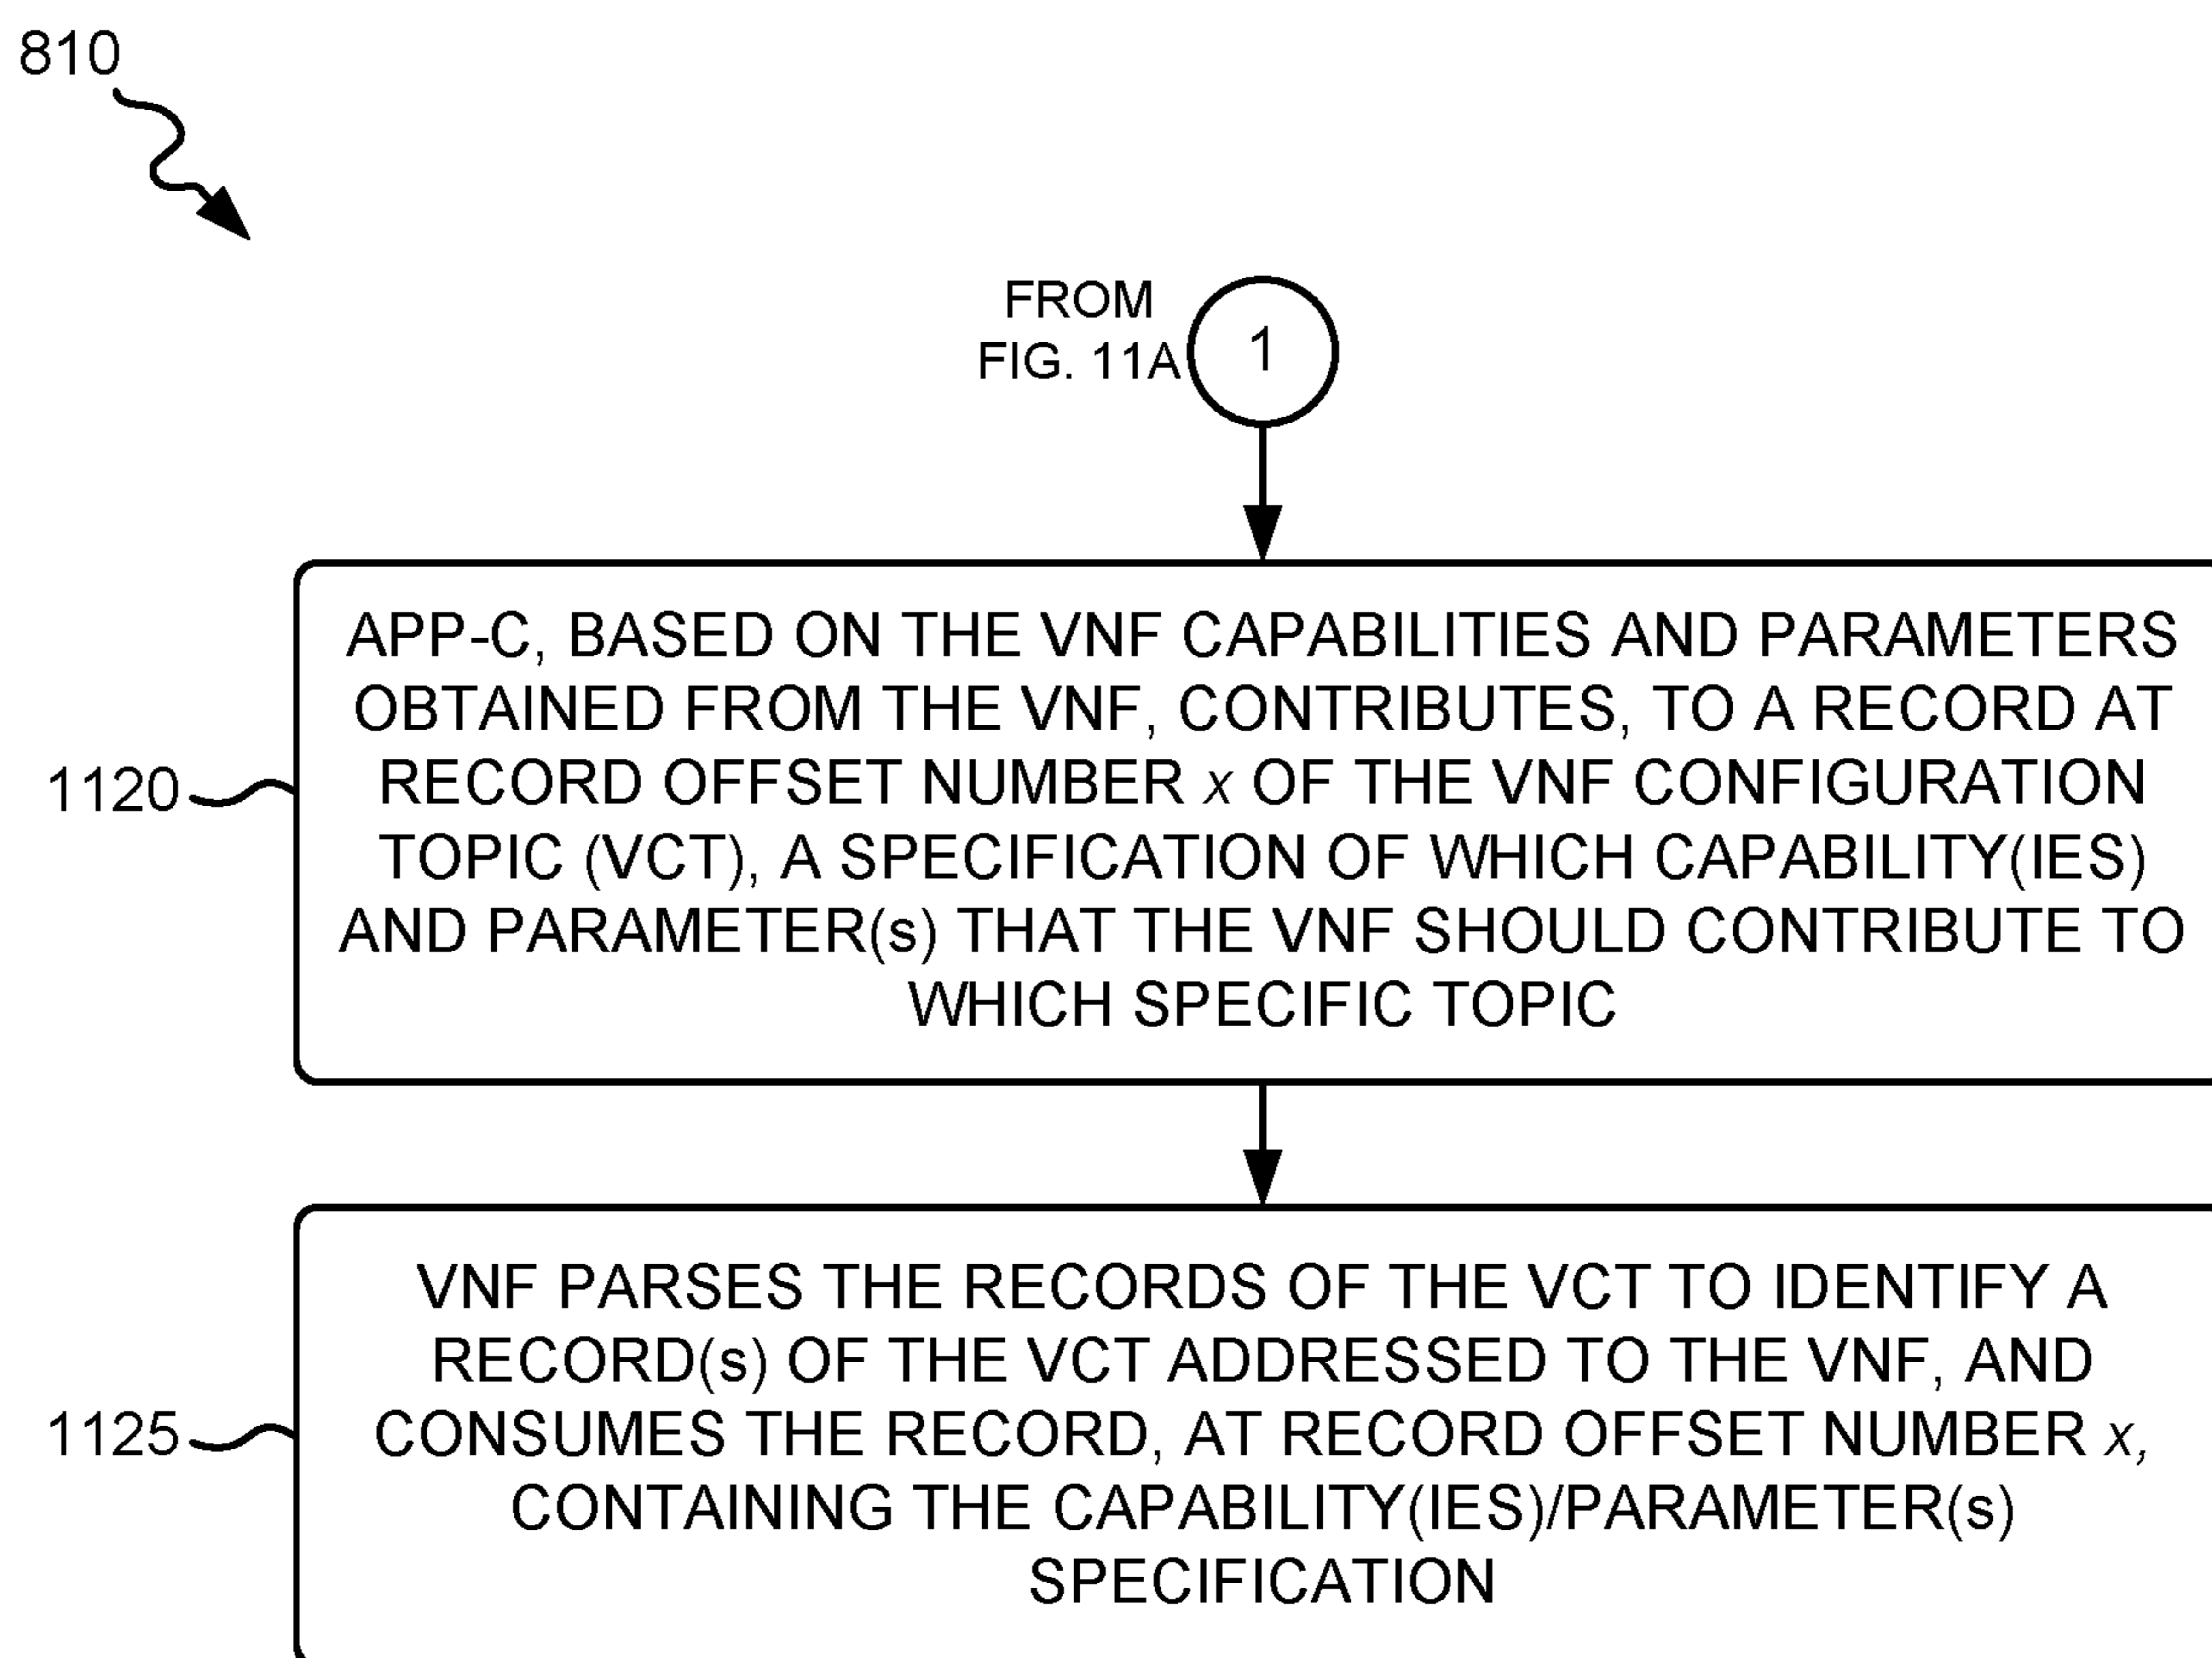 810
FROM
FIG. 11A
1
APP-C, BASED ON THE VNF CAPABILITIES AND PARAMETERS
OBTAINED FROM THE VNF, CONTRIBUTES, TO A RECORD AT
RECORD OFFSET NUMBER x OF THE VNF CONFIGURATION
TOPIC (VCT), A SPECIFICATION OF WHICH CAPABILITY(IES)
AND PARAMETER(s) THAT THE VNF SHOULD CONTRIBUTE TO
WHICH SPECIFIC TOPIC
1120
VNF PARSES THE RECORDS OF THE VCT TO IDENTIFY A
RECORD(s) OF THE VCT ADDRESSED TO THE VNF, AND
CONSUMES THE RECORD, AT RECORD OFFSET NUMBER x,
CONTAINING THE CAPABILITY(IES)/PARAMETER(s)
SPECIFICATION
1125